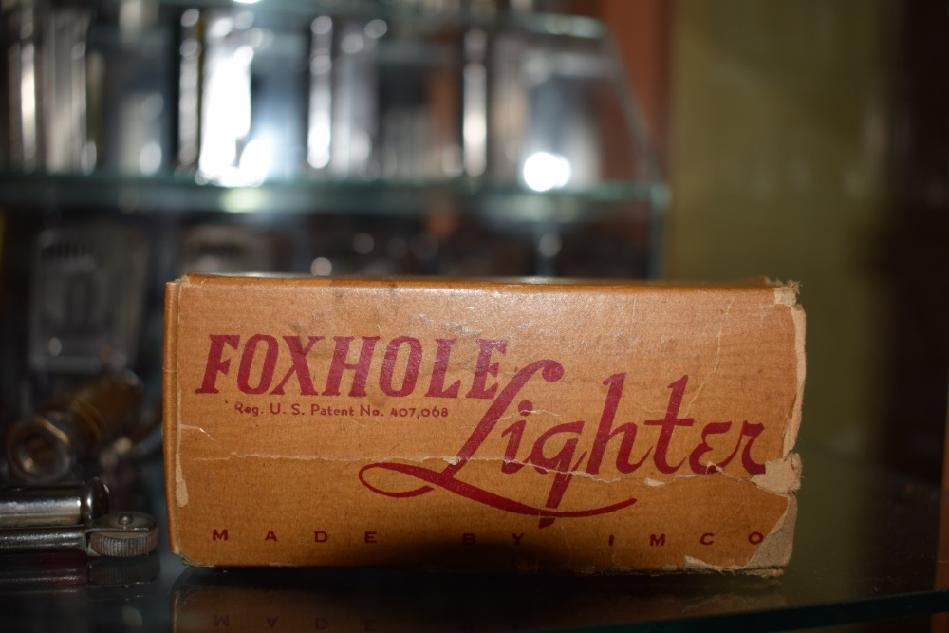 FOXHOLE
Lighter
Reg. U. S. Patent No. 407,068
MADE BY IMCO